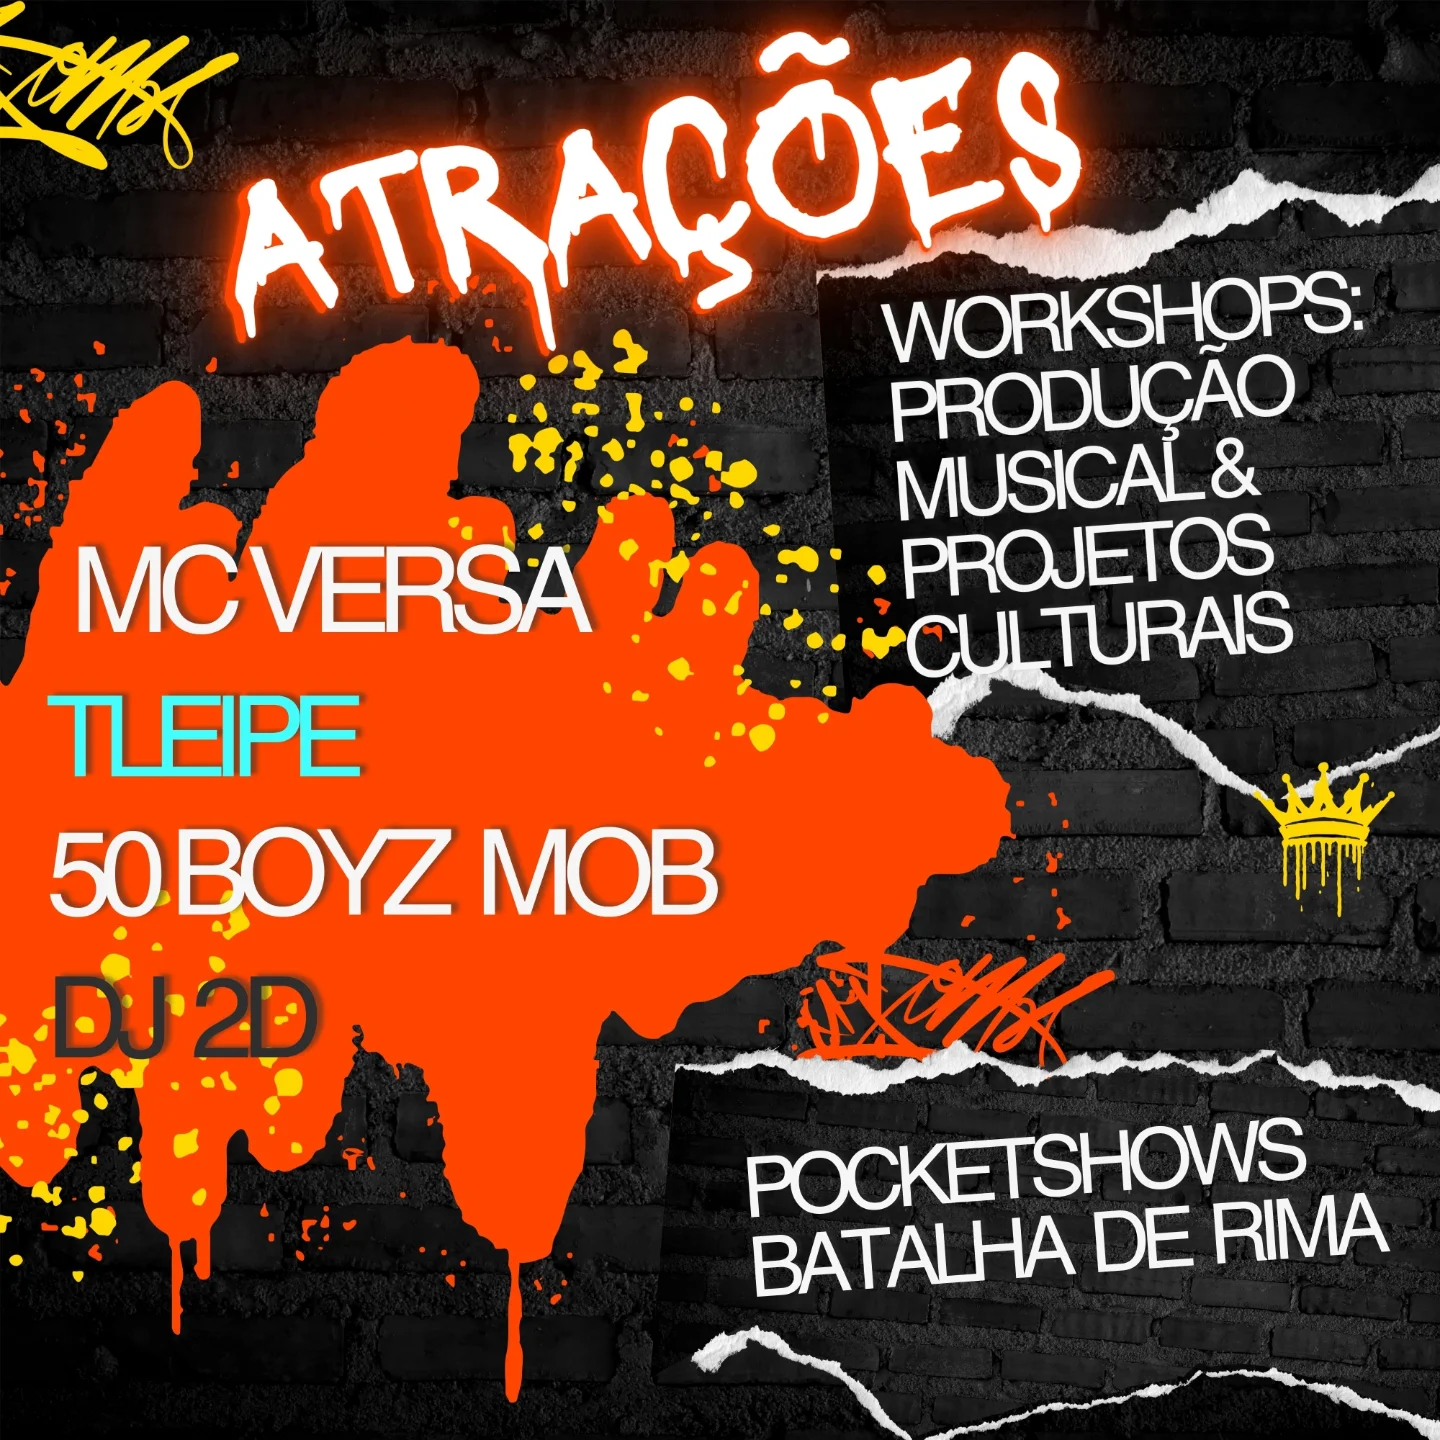 ATRAÇÕES
WORKSHOPS:
PRODUÇÃO
MUSICAL &
PROJETOS
CULTURAIS
MC VERSA
TLEIPE
50 BOYZ MOB
DJ 2D
POCKETSHOWS
BATALHA DE RIMA